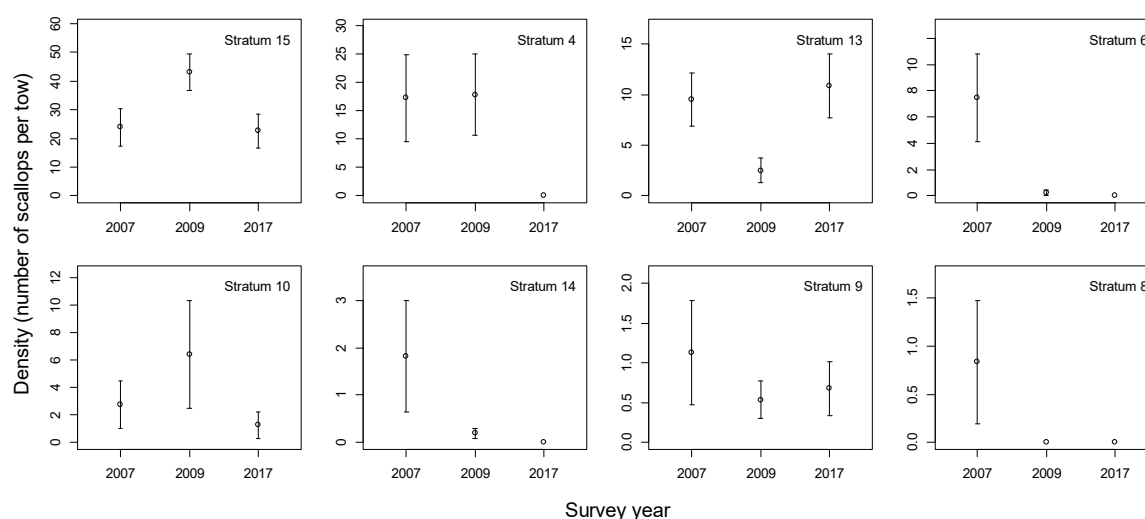 Density (number of scallops per tow)
Stratum 15
60
50
40
30
20
10
0
2007 2009 2017
Stratum 4
30
25
20
15
10
5
0
2007 2009 2017
Stratum 13
15
10
5
0
2007 2009 2017
Stratum 6
10
8
6
4
2
0
2007 2009 2017
Stratum 10
12
10
8
6
4
2
0
2007 2009 2017
Stratum 14
3
2
1
0
2007 2009 2017
Stratum 9
2.0
1.5
1.0
0.5
0.0
2007 2009 2017
Stratum 8
1.5
1.0
0.5
0.0
2007 2009 2017
Survey year